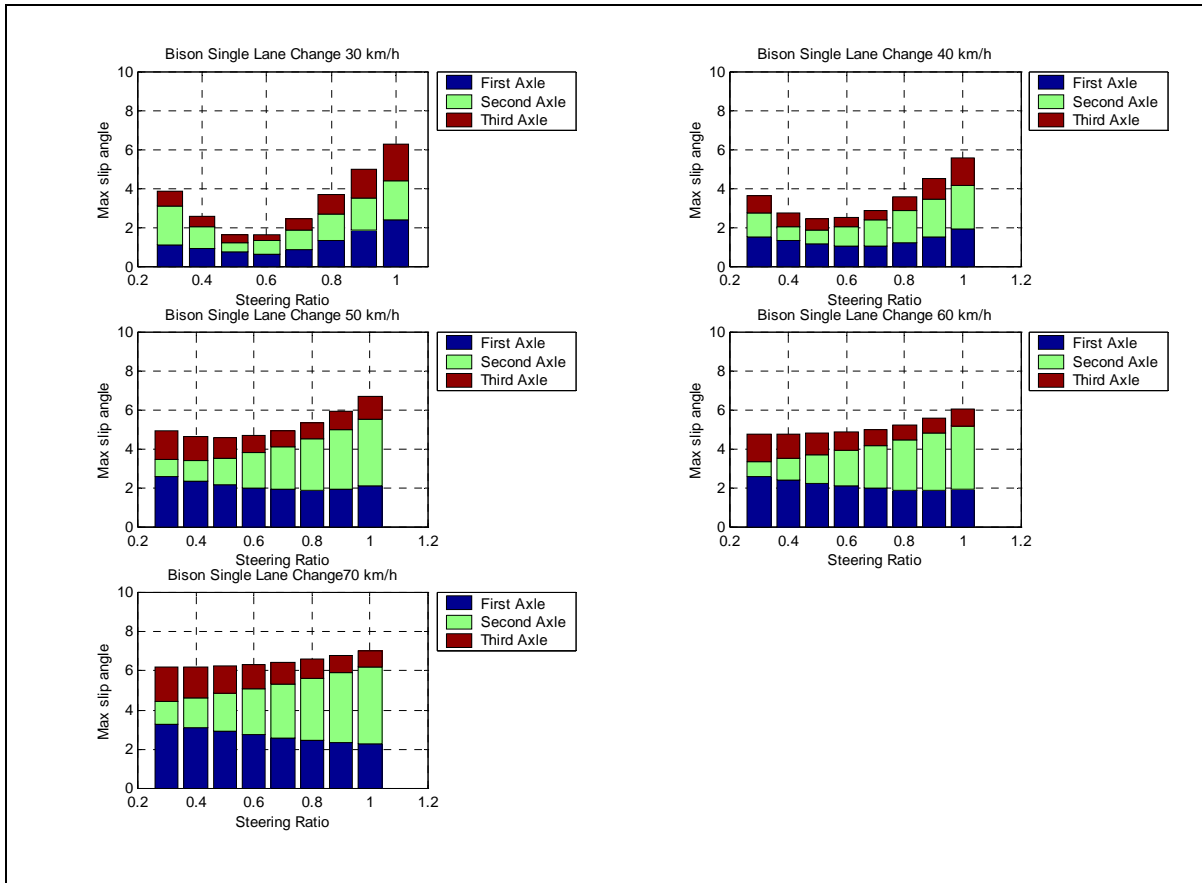 Bison Single Lane Change 30 km/h
10
8
6
4
2
0
Max slip angle
0.2
0.4
0.6
0.8
1
Steering Ratio
First Axle
Second Axle
Third Axle
Bison Single Lane Change 40 km/h
10
8
6
4
2
0
Max slip angle
0.2
0.4
0.6
0.8
1
1.2
Steering Ratio
First Axle
Second Axle
Third Axle
Bison Single Lane Change 50 km/h
10
8
6
4
2
0
Max slip angle
0.2
0.4
0.6
0.8
1
1.2
Steering Ratio
First Axle
Second Axle
Third Axle
Bison Single Lane Change 60 km/h
10
8
6
4
2
0
Max slip angle
0.2
0.4
0.6
0.8
1
1.2
Steering Ratio
First Axle
Second Axle
Third Axle
Bison Single Lane Change70 km/h
10
8
6
4
2
0
Max slip angle
0.2
0.4
0.6
0.8
1
1.2
Steering Ratio
First Axle
Second Axle
Third Axle